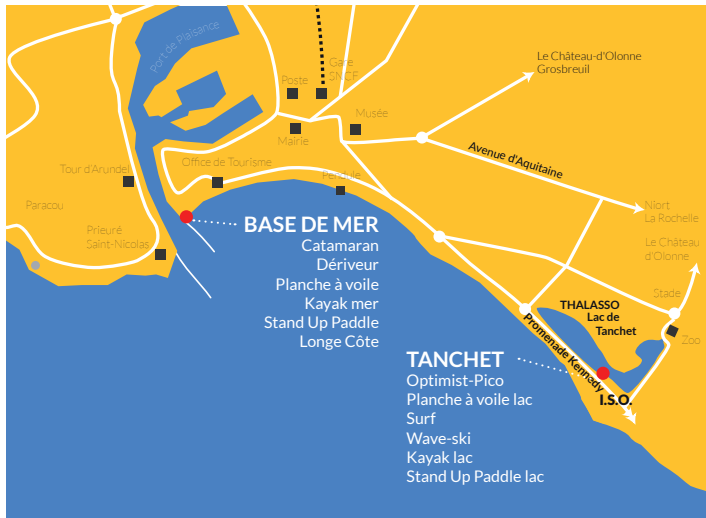 Port de Plaisance
Gare
SNCF
Poste
Le Château-d'Olonne
Grosbreuil
Musée
Mairie
Avenue d'Aquitaine
Office de Tourisme
Tour d'Arundel
Pendule
Paracou
Prieuré
Saint-Nicolas
Niort
La Rochelle
Le Château
d'Olonne
BASE DE MER
Catamaran
Dériveur
Planche à voile
Kayak mer
Stand Up Paddle
Longe Côte
Stade
THALASSO
Lac de
Tanchet
Zoo
Promenade Kennedy
I.S.O.
TANCHET
Optimist-Pico
Planche à voile lac
Surf
Wave-ski
Kayak lac
Stand Up Paddle lac